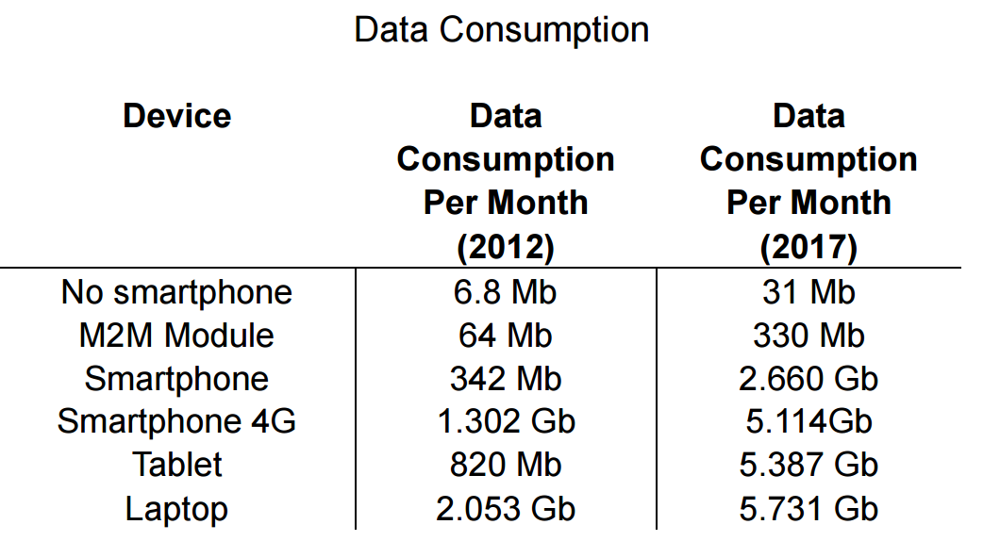 Data Consumption
Device Data Consumption Per Month (2012) Data Consumption Per Month (2017)
No smartphone 6.8 Mb 31 Mb
M2M Module 64 Mb 330 Mb
Smartphone 342 Mb 2.660 Gb
Smartphone 4G 1.302 Gb 5.114Gb
Tablet 820 Mb 5.387 Gb
Laptop 2.053 Gb 5.731 Gb